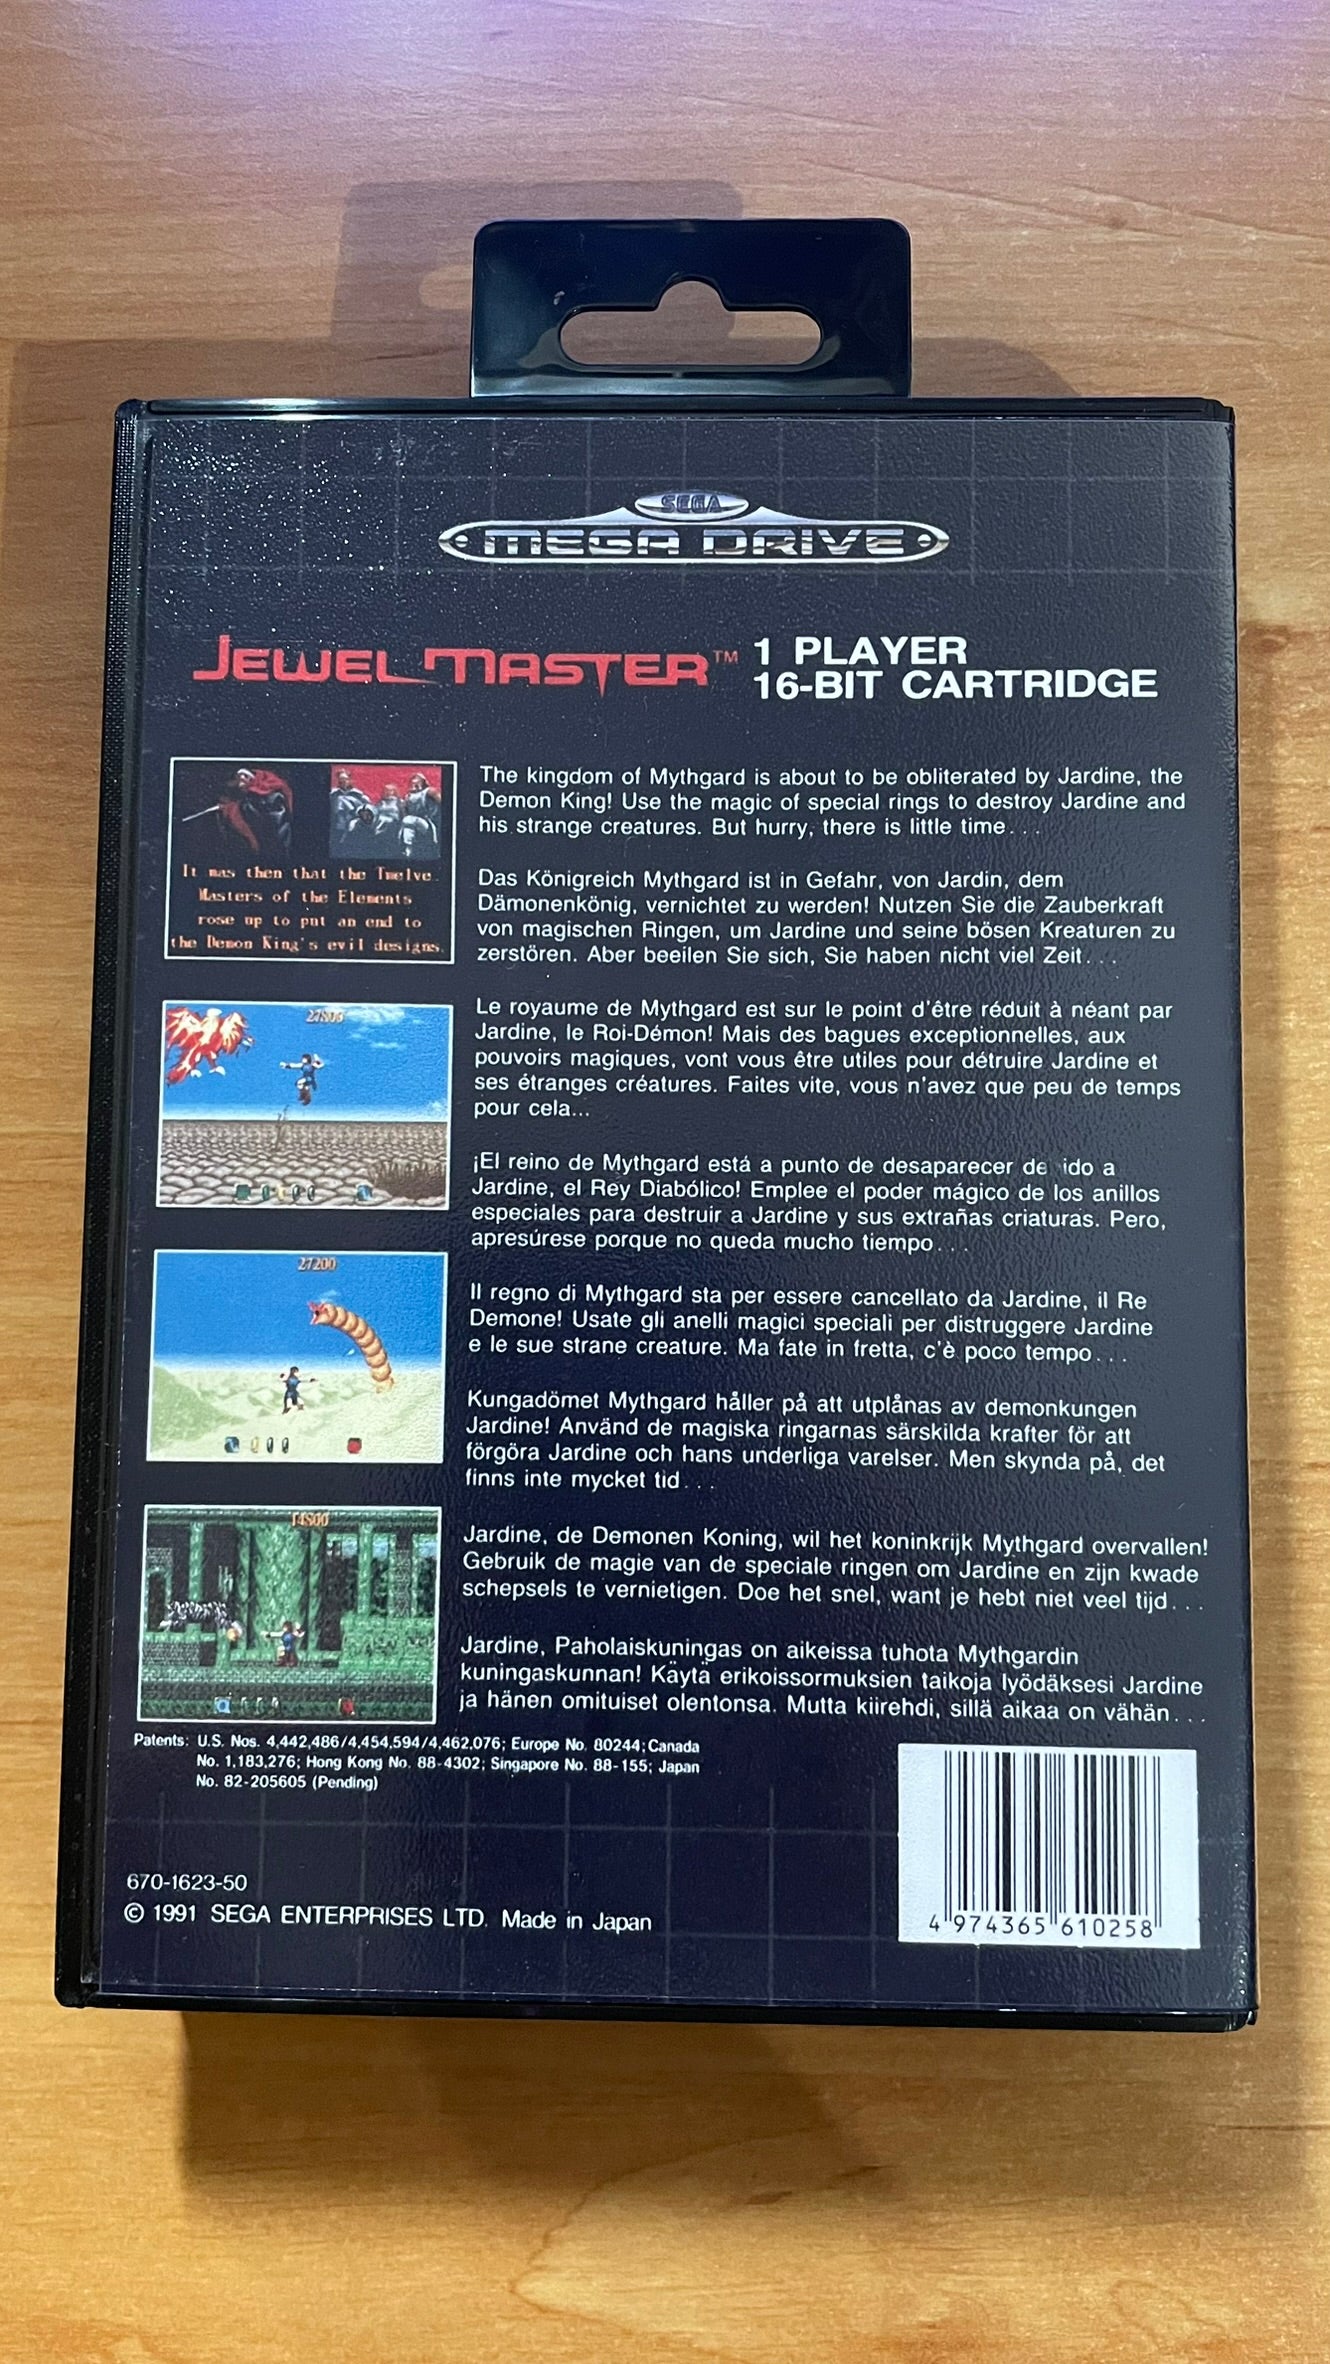 SEGA
MEGA DRIVE
JEWEL MASTER™
1 PLAYER
16-BIT CARTRIDGE
It was then that the Twelve
Masters of the Elements
rose up to put an end to
the Demon King's evil designs.
27800
27200
14800
The kingdom of Mythgard is about to be obliterated by Jardine, the
Demon King! Use the magic of special rings to destroy Jardine and
his strange creatures. But hurry, there is little time...
Das Königreich Mythgard ist in Gefahr, von Jardin, dem
Dämonenkönig, vernichtet zu werden! Nutzen Sie die Zauberkraft
von magischen Ringen, um Jardine und seine bösen Kreaturen zu
zerstören. Aber beeilen Sie sich, Sie haben nicht viel Zeit...
Le royaume de Mythgard est sur le point d'être réduit à néant par
Jardine, le Roi-Démon! Mais des bagues exceptionnelles, aux
pouvoirs magiques, vont vous être utiles pour détruire Jardine et
ses étranges créatures. Faites vite, vous n'avez que peu de temps
pour cela...
¡El reino de Mythgard está a punto de desaparecer de ido a
Jardine, el Rey Diabólico! Emplee el poder mágico de los anillos
especiales para destruir a Jardine y sus extrañas criaturas. Pero,
apresúrese porque no queda mucho tiempo...
Il regno di Mythgard sta per essere cancellato da Jardine, il Re
Demone! Usate gli anelli magici speciali per distruggere Jardine
e le sue strane creature. Ma fate in fretta, c'è poco tempo...
Kungadömet Mythgard håller på att utplånas av demonkungen
Jardine! Använd de magiska ringarnas särskilda krafter för att
förgöra Jardine och hans underliga varelser. Men skynda på, det
finns inte mycket tid...
Jardine, de Demonen Koning, wil het koninkrijk Mythgard overvallen!
Gebruik de magie van de speciale ringen om Jardine en zijn kwade
schepsels te vernietigen. Doe het snel, want je hebt niet veel tijd...
Jardine, Paholaiskuningas on aikeissa tuhota Mythgardin
kuningaskunnan! Käytä erikoissormuksien taikoja lyödäksesi Jardine
ja hänen omituiset olentonsa. Mutta kiirehdi, sillä aikaa on vähän...
Patents: U.S. Nos. 4,442,486/4,454,594/4,462,076; Europe No. 80244; Canada
No. 1,183,276; Hong Kong No. 88-4302; Singapore No. 88-155; Japan
No. 82-205605 (Pending)
670-1623-50
© 1991 SEGA ENTERPRISES LTD. Made in Japan
4 974365 610258